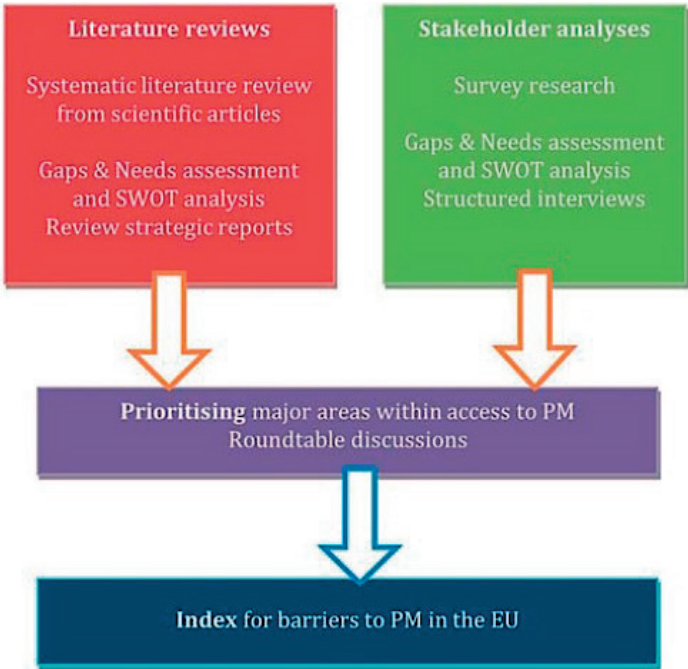 Literature reviews
Systematic literature review
from scientific articles
Gaps & Needs assessment
and SWOT analysis
Review strategic reports
Stakeholder analyses
Survey research
Gaps & Needs assessment
and SWOT analysis
Structured interviews
Prioritising major areas within access to PM
Roundtable discussions
Index for barriers to PM in the EU